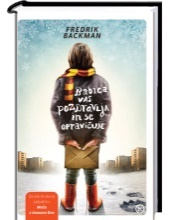 FREDRIK
BACKMAN
Babica
vas
pozdravlja
in se
opravičuje